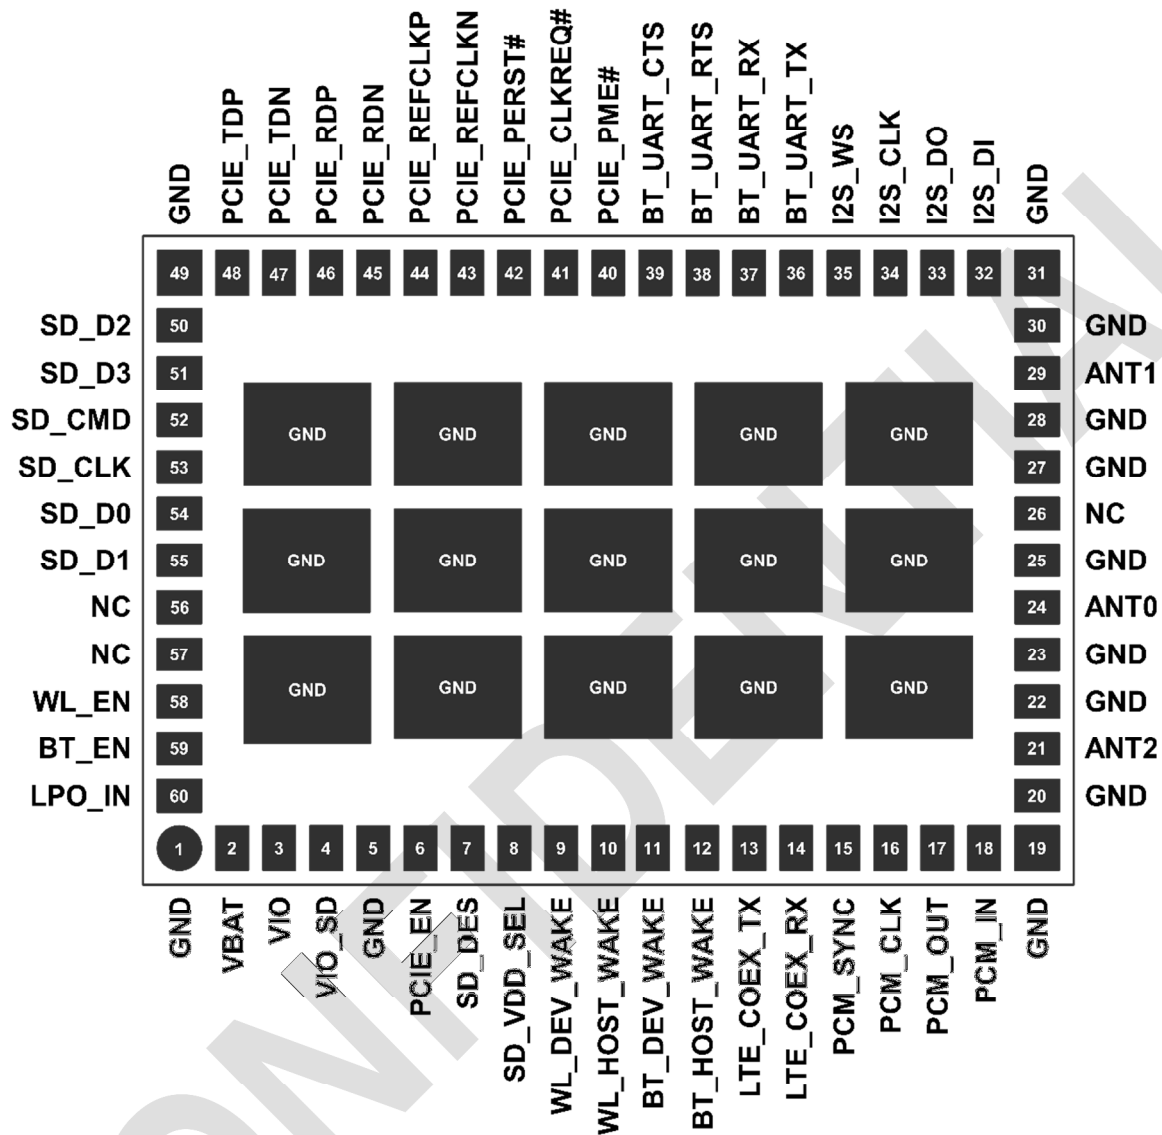 GND
PCIE_TDP
PCIE_TDN
PCIE_RDP
PCIE_RDN
PCIE_REFCLKP
PCIE_REFCLKN
PCIE_PERST#
PCIE_CLKREQ#
PCIE_PME#
BT_UART_CTS
BT_UART_RTS
BT_UART_RX
BT_UART_TX
I2S_WS
I2S_CLK
I2S_DO
I2S_DI
GND
49 48 47 46 45 44 43 42 41 40 39 38 37 36 35 34 33 32 31
SD_D2 50 30 GND
SD_D3 51 29 ANT1
SD_CMD 52 28 GND
GND GND GND GND GND
SD_CLK 53 27 GND
SD_D0 54 26 NC
SD_D1 55 GND GND GND GND GND 25 GND
NC 56 24 ANT0
NC 57 23 GND
GND GND GND GND GND
WL_EN 58 22 GND
BT_EN 59 21 ANT2
LPO_IN 60 20 GND
1 2 3 4 5 6 7 8 9 10 11 12 13 14 15 16 17 18 19
GND
VBAT
VIO
VIO_SD
GND
PCIE_EN
SD_DES
SD_VDD_SEL
WL_DEV_WAKE
WL_HOST_WAKE
BT_DEV_WAKE
BT_HOST_WAKE
LTE_COEX_TX
LTE_COEX_RX
PCM_SYNC
PCM_CLK
PCM_OUT
PCM_IN
GND
ONFIDENTIAL